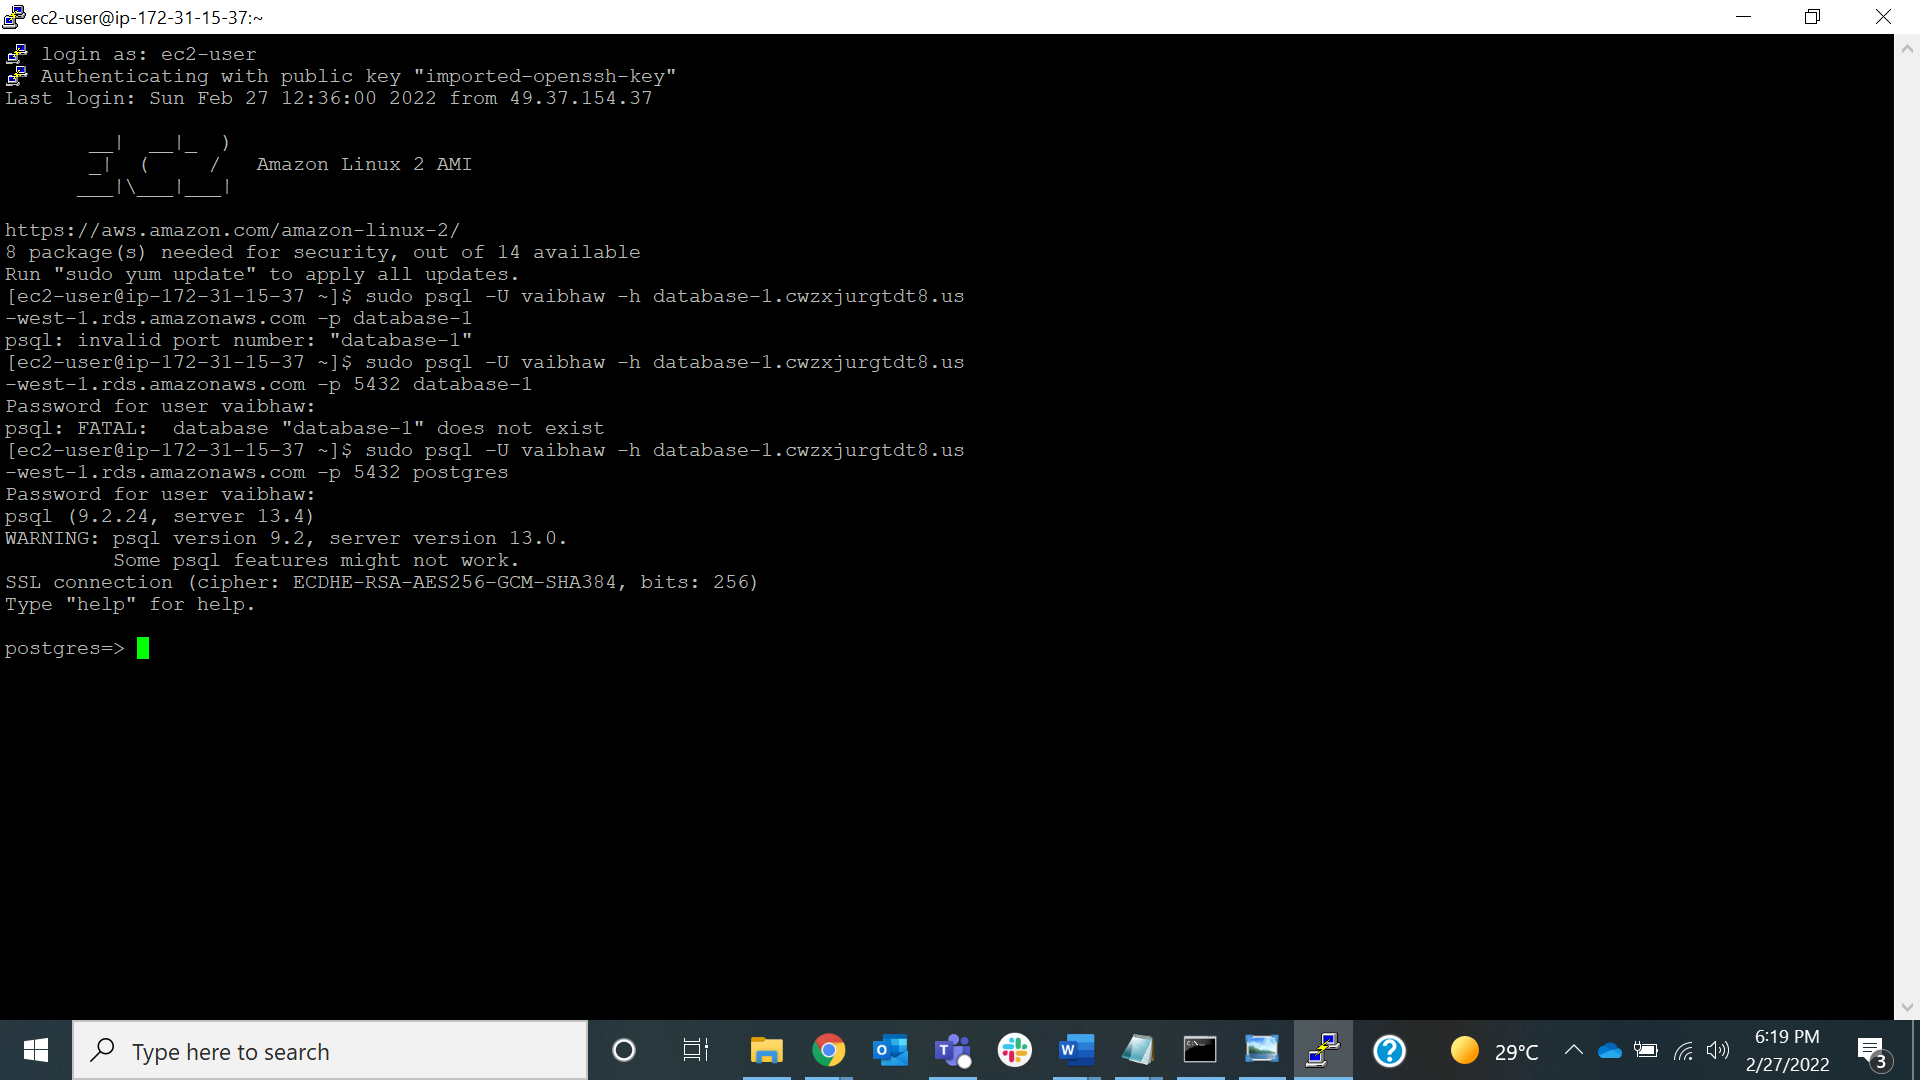 ec2-user@ip-172-31-15-37:~
login as: ec2-user
Authenticating with public key "imported-openssh-key"
Last login: Sun Feb 27 12:36:00 2022 from 49.37.154.37
__|  __|_  )
_|  (     /   Amazon Linux 2 AMI
___|\___|___|
https://aws.amazon.com/amazon-linux-2/
8 package(s) needed for security, out of 14 available
Run "sudo yum update" to apply all updates.
[ec2-user@ip-172-31-15-37 ~]$ sudo psql -U vaibhaw -h database-1.cwzxjurgtdt8.us
-west-1.rds.amazonaws.com -p database-1
psql: invalid port number: "database-1"
[ec2-user@ip-172-31-15-37 ~]$ sudo psql -U vaibhaw -h database-1.cwzxjurgtdt8.us
-west-1.rds.amazonaws.com -p 5432 database-1
Password for user vaibhaw:
psql: FATAL:  database "database-1" does not exist
[ec2-user@ip-172-31-15-37 ~]$ sudo psql -U vaibhaw -h database-1.cwzxjurgtdt8.us
-west-1.rds.amazonaws.com -p 5432 postgres
Password for user vaibhaw:
psql (9.2.24, server 13.4)
WARNING: psql version 9.2, server version 13.0.
Some psql features might not work.
SSL connection (cipher: ECDHE-RSA-AES256-GCM-SHA384, bits: 256)
Type "help" for help.
postgres=>
Type here to search
29°C
6:19 PM
2/27/2022
3